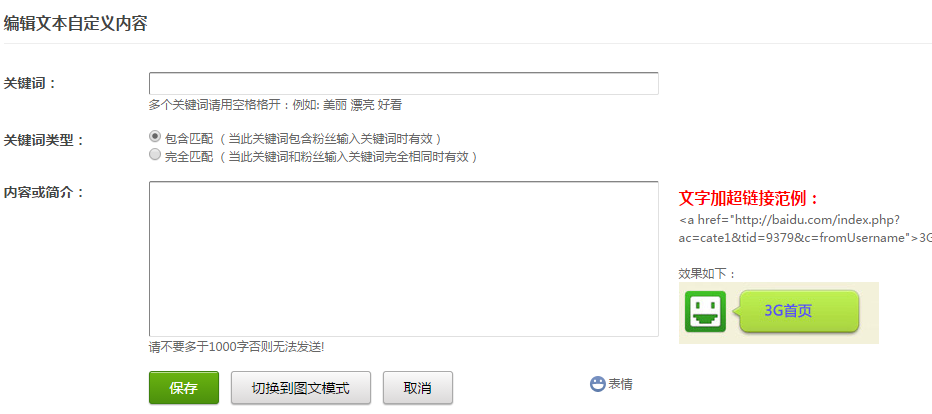 编辑文本自定义内容
关键词：
多个关键词请用空格格开：例如: 美丽 漂亮 好看
关键词类型：
包含匹配 （当此关键词包含粉丝输入关键词时有效）
完全匹配 （当此关键词和粉丝输入关键词完全相同时有效）
内容或简介：
文字加超链接范例：
<a href="http://baidu.com/index.php?
ac=cate1&tid=9379&c=fromUsername">3G
效果如下：
3G首页
请不要多于1000字否则无法发送!
保存 切换到图文模式 取消 表情